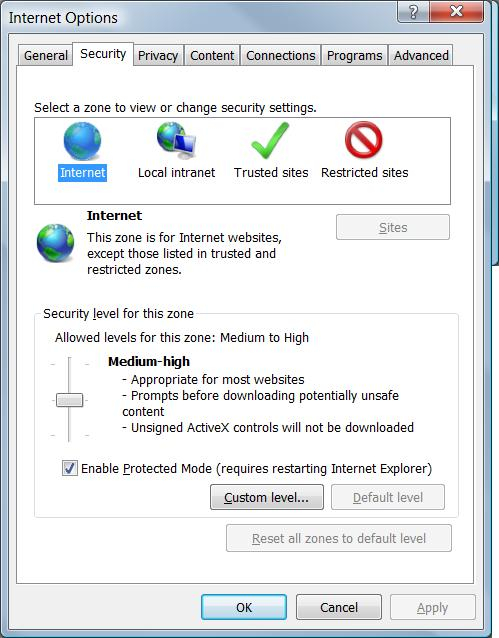 Internet Options
General Security Privacy Content Connections Programs Advanced
Select a zone to view or change security settings.
Internet Local intranet Trusted sites Restricted sites
Internet
Sites
This zone is for Internet websites,
except those listed in trusted and
restricted zones.
Security level for this zone
Allowed levels for this zone: Medium to High
Medium-high
- Appropriate for most websites
- Prompts before downloading potentially unsafe
content
- Unsigned ActiveX controls will not be downloaded
Enable Protected Mode (requires restarting Internet Explorer)
Custom level... Default level
Reset all zones to default level
OK Cancel Apply